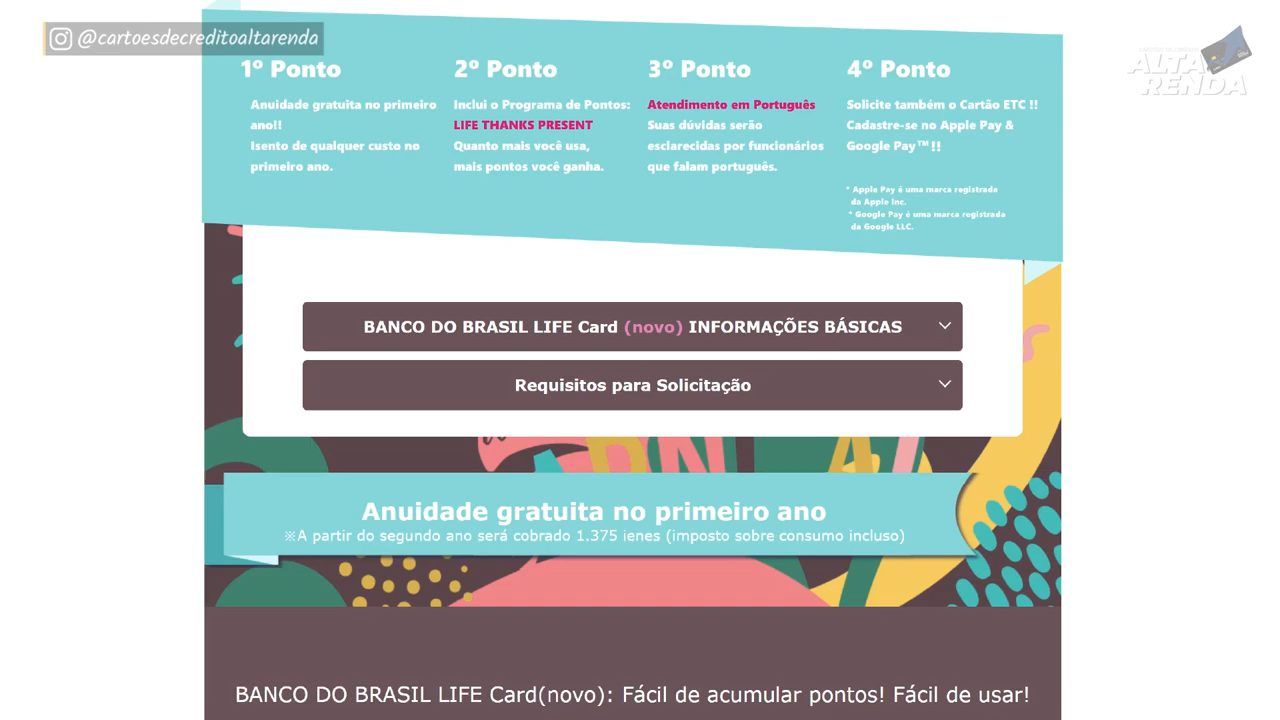 @cartoesdecreditoaltarenda
ALTA
RENDA
1º Ponto
Anuidade gratuita no primeiro
ano!!
Isento de qualquer custo no
primeiro ano.
2º Ponto
Inclui o Programa de Pontos:
LIFE THANKS PRESENT
Quanto mais você usa,
mais pontos você ganha.
3º Ponto
Atendimento em Português
Suas dúvidas serão
esclarecidas por funcionários
que falam português.
4º Ponto
Solicite também o Cartão ETC !!
Cadastre-se no Apple Pay &
Google Pay™!!
* Apple Pay é uma marca registrada
da Apple Inc.
* Google Pay é uma marca registrada
da Google LLC.
BANCO DO BRASIL LIFE Card (novo) INFORMAÇÕES BÁSICAS
Requisitos para Solicitação
Anuidade gratuita no primeiro ano
※A partir do segundo ano será cobrado 1.375 ienes (imposto sobre consumo incluso)
BANCO DO BRASIL LIFE Card(novo): Fácil de acumular pontos! Fácil de usar!